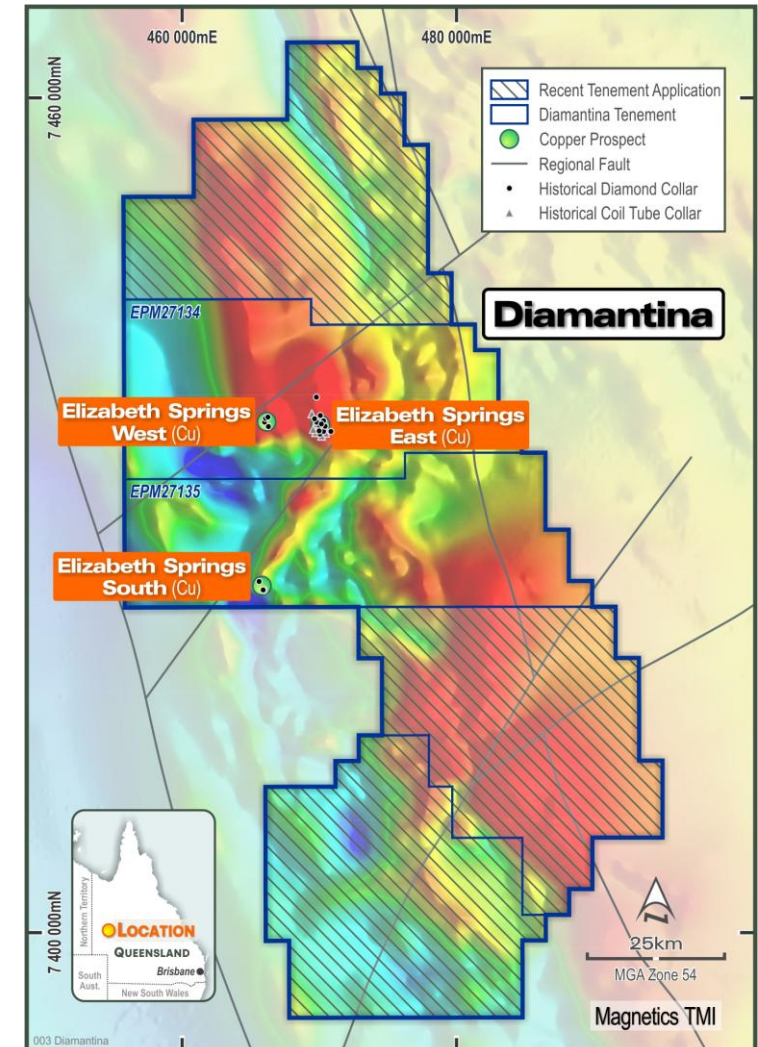 460 000mE
480 000mE
7 460 000mN
Recent Tenement Application
Diamantina Tenement
Copper Prospect
Regional Fault
Historical Diamond Collar
Historical Coil Tube Collar
Diamantina
EPM27134
Elizabeth Springs
West (Cu)
Elizabeth Springs
East (Cu)
EPM27135
Elizabeth Springs
South (Cu)
Northern Territory
LOCATION
QUEENSLAND
Brisbane
South
Aust.
New South Wales
7 400 000mN
N
25km
MGA Zone 54
Magnetics TMI
003 Diamantina